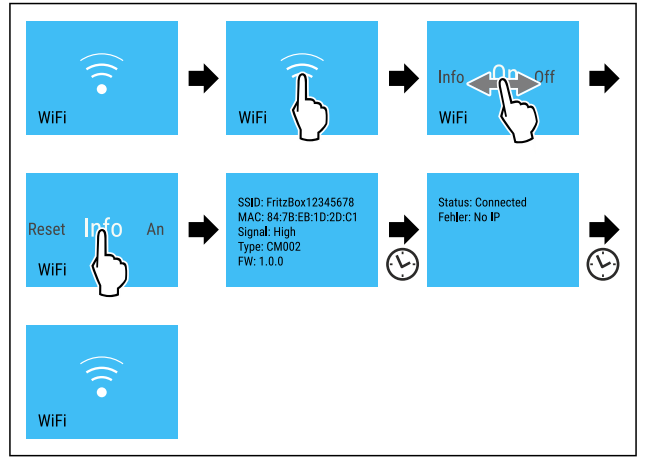 WiFi
WiFi
Info On Off
WiFi
Reset Info An
WiFi
SSID: FritzBox12345678
MAC: 84:7B:EB:1D:2D:C1
Signal: High
Type: CM002
FW: 1.0.0
Status: Connected
Fehler: No IP
WiFi